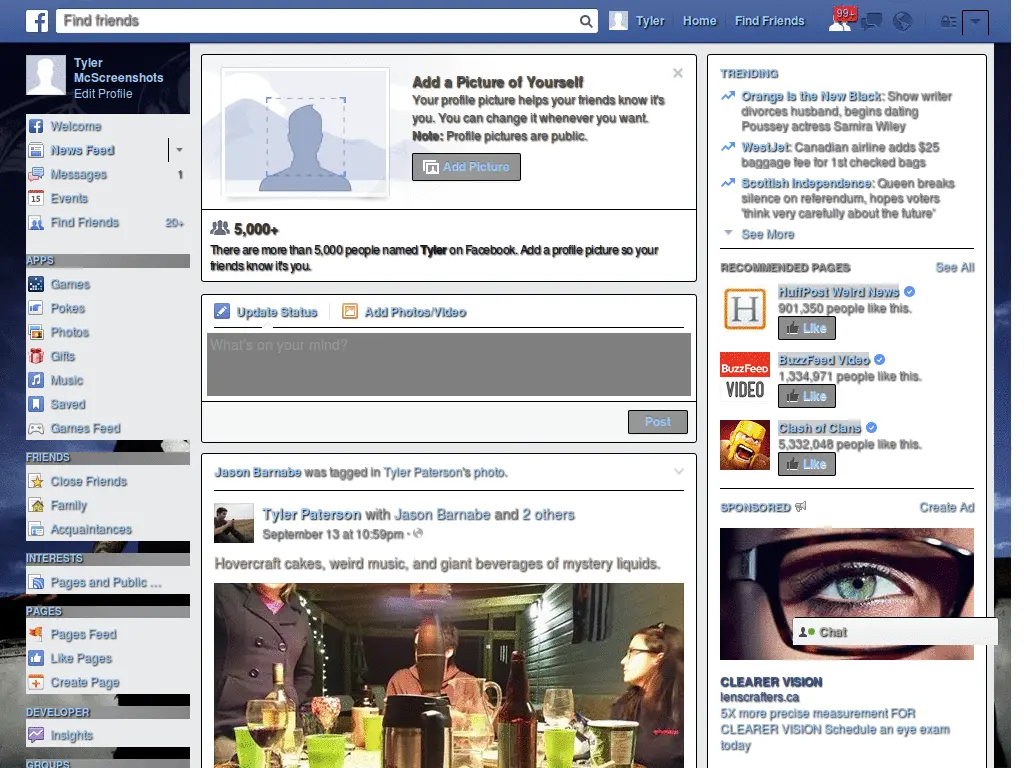 Find friends
Tyler
Home
Find Friends
99+
Tyler McScreenshots
Edit Profile
Welcome
News Feed
Messages 1
15 Events
Find Friends 20+
APPS
Games
Pokes
Photos
Gifts
Music
Saved
Games Feed
FRIENDS
Close Friends
Family
Acquaintances
INTERESTS
Pages and Public ...
PAGES
Pages Feed
Like Pages
Create Page
DEVELOPER
Insights
GROUPS
Add a Picture of Yourself
Your profile picture helps your friends know it's
you. You can change it whenever you want.
Note: Profile pictures are public.
Add Picture
5,000+
There are more than 5,000 people named Tyler on Facebook. Add a profile picture so your
friends know it's you.
Update Status
Add Photos/Video
What's on your mind?
Post
Jason Barnabe was tagged in Tyler Paterson's photo.
Tyler Paterson with Jason Barnabe and 2 others
September 13 at 10:59pm ·
Hovercraft cakes, weird music, and giant beverages of mystery liquids.
TRENDING
Orange Is the New Black: Show writer
divorces husband, begins dating
Poussey actress Samira Wiley
WestJet: Canadian airline adds $25
baggage fee for 1st checked bags
Scottish Independence: Queen breaks
silence on referendum, hopes voters
'think very carefully about the future'
See More
RECOMMENDED PAGES See All
H
HuffPost Weird News
901,350 people like this.
Like
BuzzFeed
VIDEO
BuzzFeed Video
1,334,971 people like this.
Like
Clash of Clans
5,332,048 people like this.
Like
SPONSORED Create Ad
Chat
CLEARER VISION
lenscrafters.ca
5X more precise measurement FOR
CLEARER VISION Schedule an eye exam
today